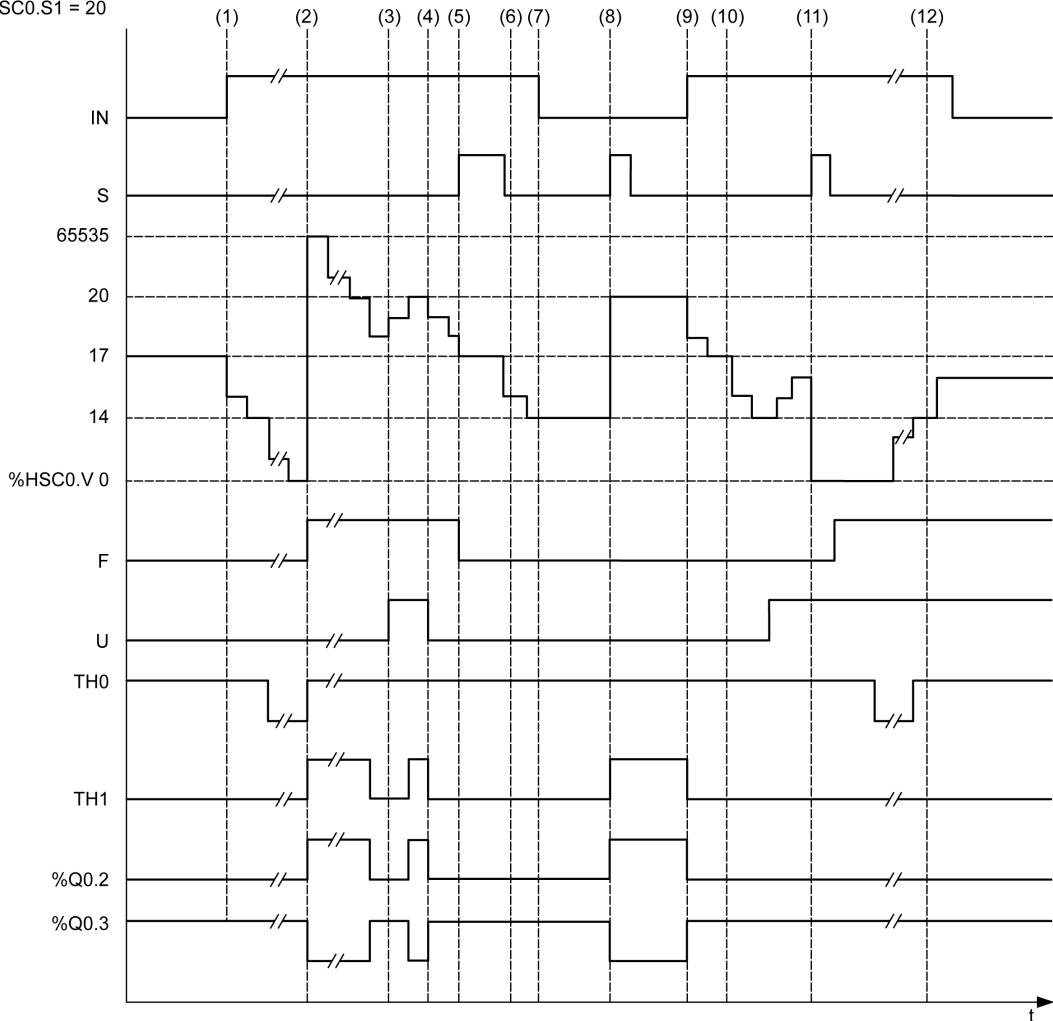 SC0.S1 = 20
(1) (2) (3) (4) (5) (6) (7) (8) (9) (10) (11) (12)
IN
S
65535
20
17
14
%HSC0.V 0
F
U
TH0
TH1
%Q0.2
%Q0.3
t